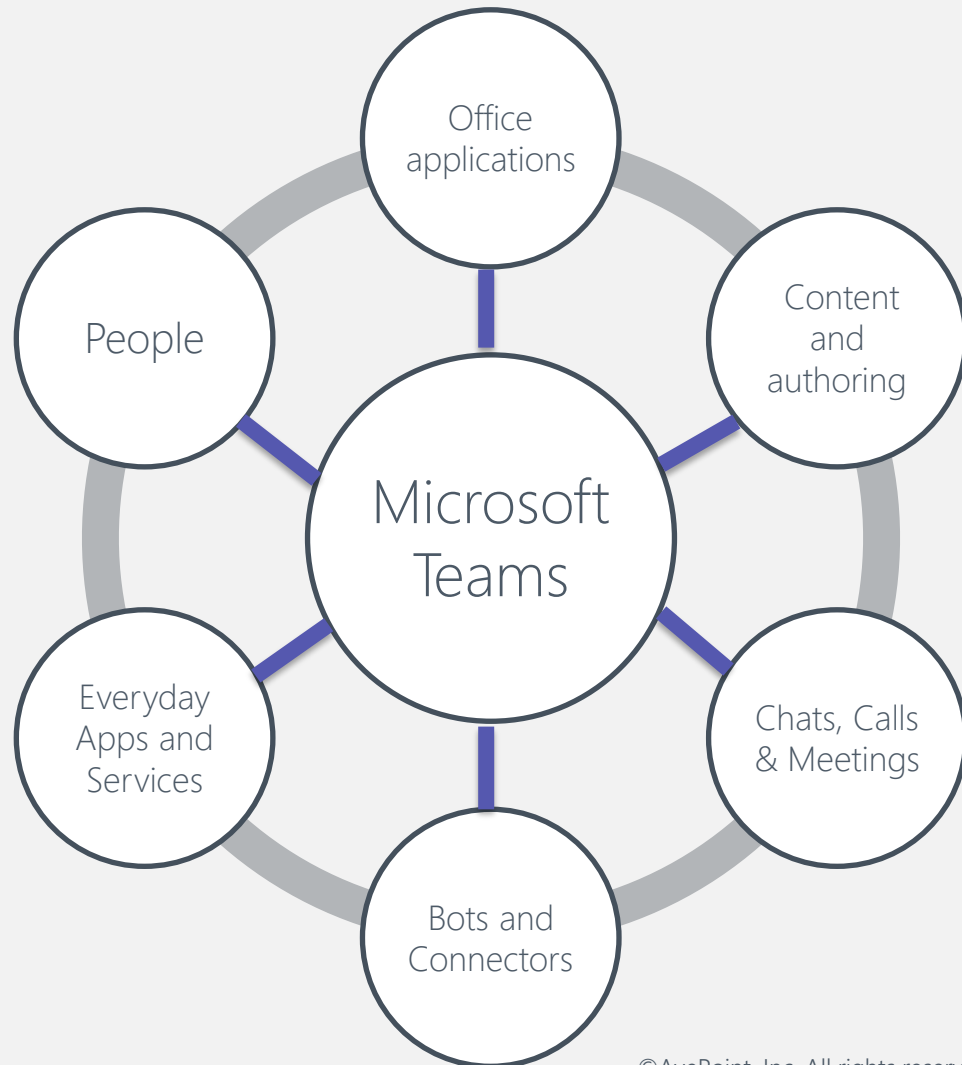 Office
applications
People
Content
and
authoring
Microsoft
Teams
Everyday
Apps and
Services
Chats, Calls
& Meetings
Bots and
Connectors